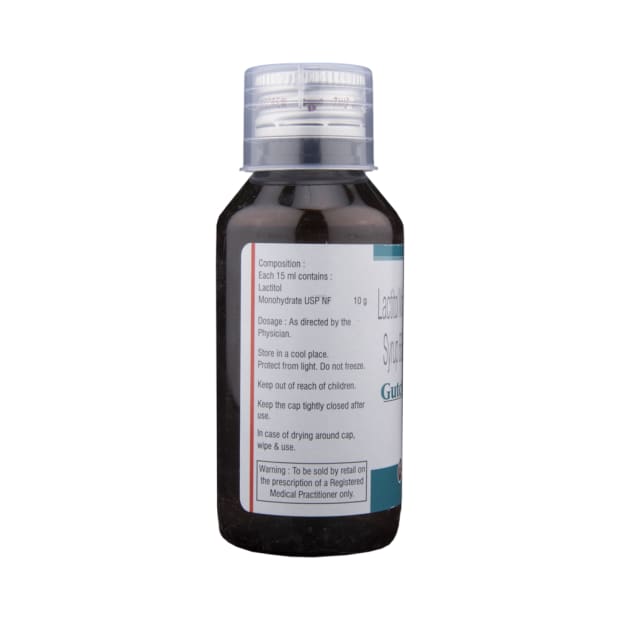 Composition :
Each 15 ml contains :
Lactitol
Monohydrate USP NF 10 g
Dosage : As directed by the
Physician.
Store in a cool place.
Protect from light. Do not freeze.
Keep out of reach of children.
Keep the cap tightly closed after
use.
In case of drying around cap,
wipe & use.
Warning : To be sold by retail on
the prescription of a Registered
Medical Practitioner only.
Syrup